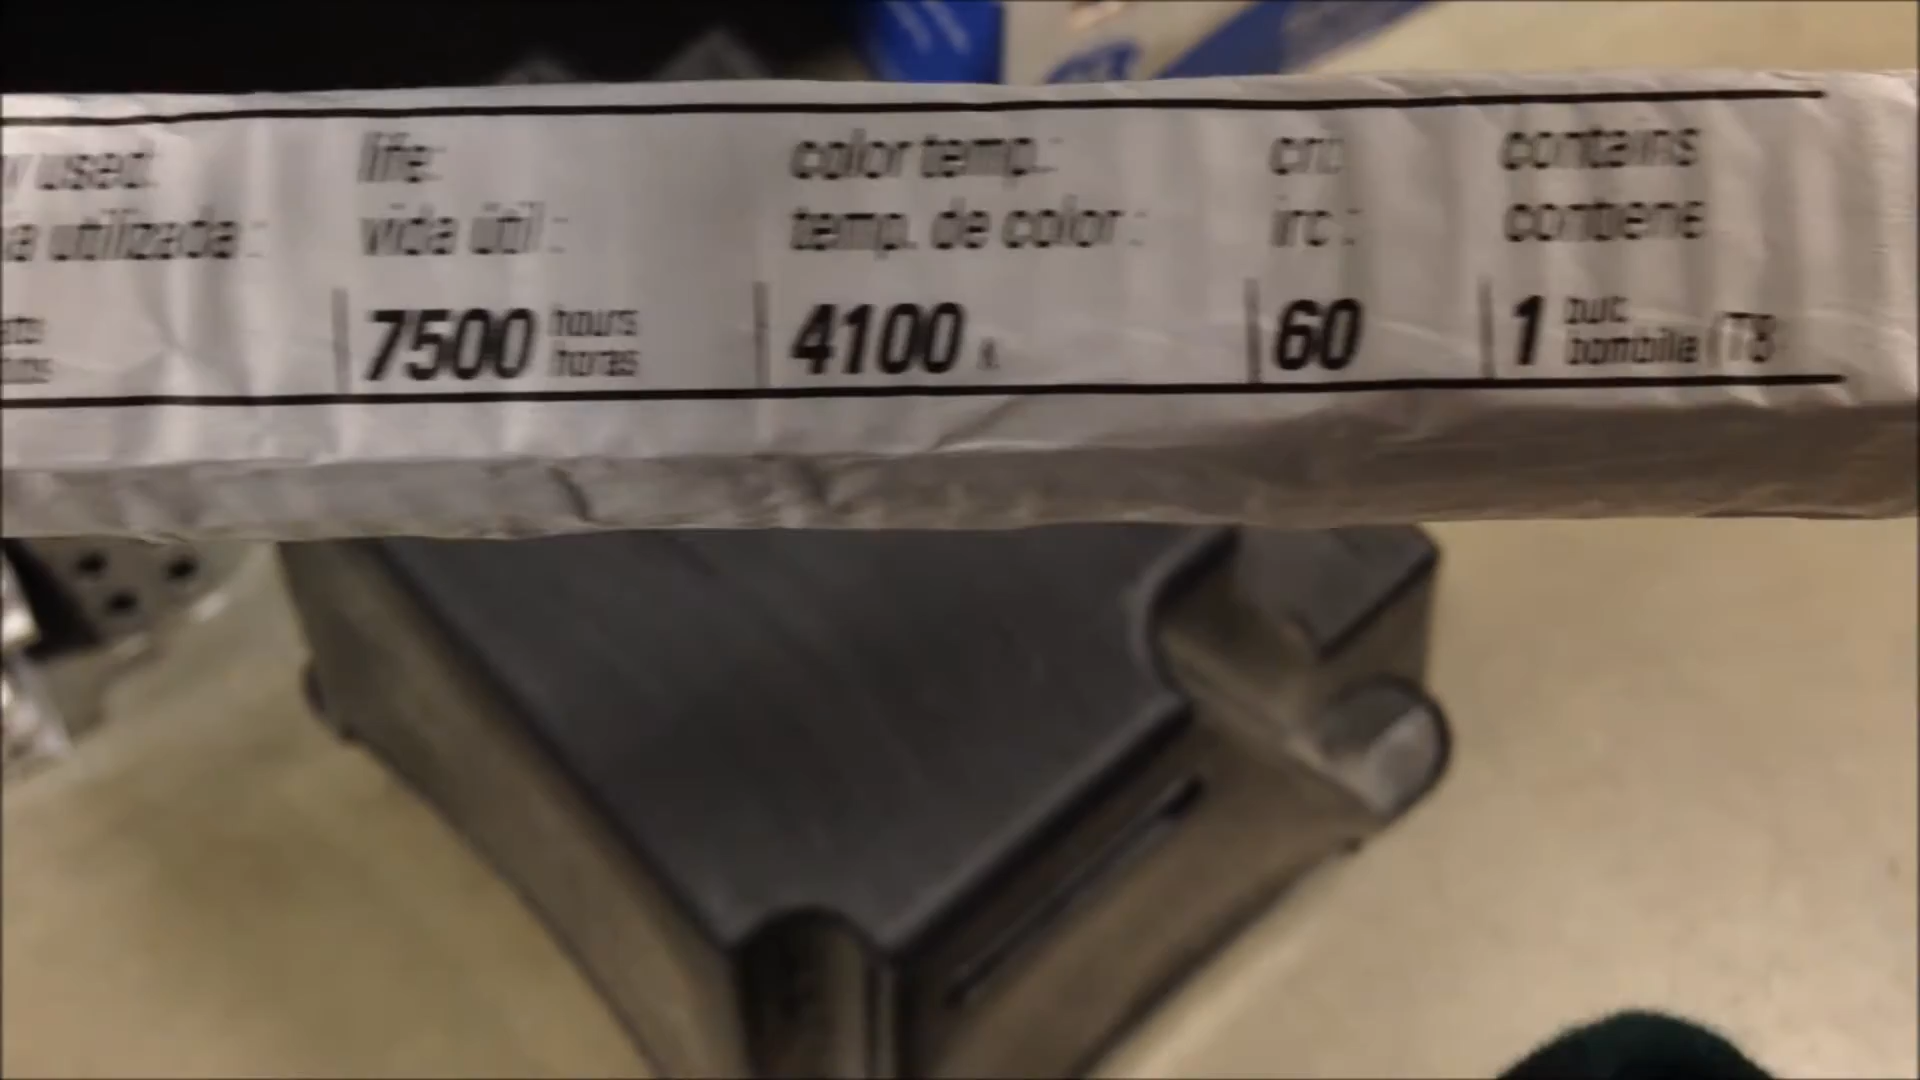 used:
life:
color temp.:
cri:
contains
utilizada :
vida útil :
temp. de color :
irc :
contiene
7500 hours
horas
4100
60
1 bulb
bombilla (T8)